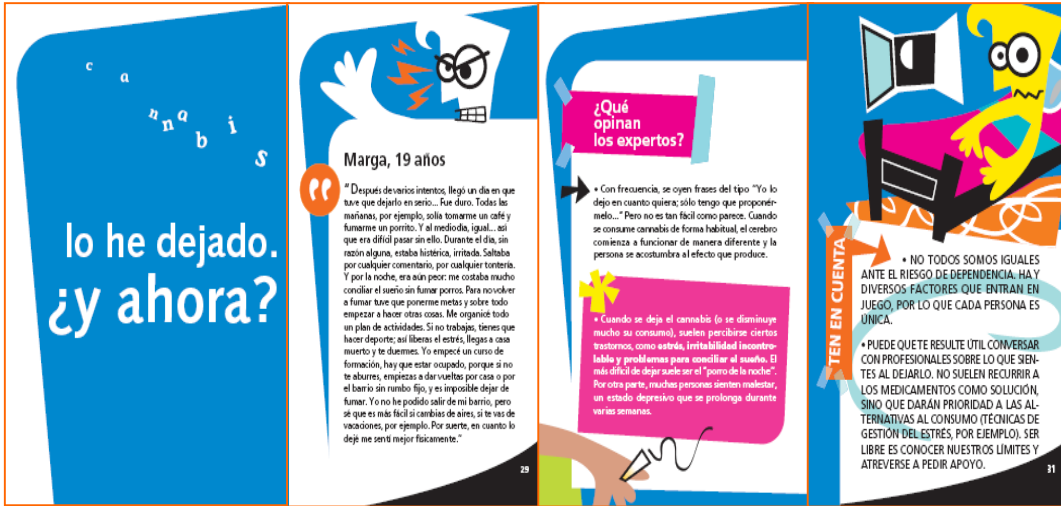 cannabis
lo he dejado.
¿y ahora?
Marga, 19 años
“Después de varios intentos, llegó un día en que
tuve que dejarlo en serio... Fue duro. Todas las
mañanas, por ejemplo, solía tomarme un café y
fumarme un porrito. Y al mediodía, igual... así
que era difícil pasar sin ello. Durante el día, sin
razón alguna, estaba histérica, irritada. Saltaba
por cualquier comentario, por cualquier tontería.
Y por la noche, era aún peor: me costaba mucho
conciliar el sueño sin fumar porros. Para no volver
a fumar tuve que ponerme metas y sobre todo
empezar a hacer otras cosas. Me organicé todo
un plan de actividades. Si no trabajas, tienes que
hacer deporte; así liberas el estrés, llegas a casa
muerto y te duermes. Yo empecé un curso de
formación, hay que estar ocupado, porque si no
te aburres, empiezas a dar vueltas por casa o por
el barrio sin rumbo fijo, y es imposible dejar de
fumar. Yo no he podido salir de mi barrio, pero
sé que es más fácil si cambias de aires, si te vas de
vacaciones, por ejemplo. Por suerte, en cuanto lo
dejé me sentí mejor físicamente.”
29
¿Qué
opinan
los expertos?
• Con frecuencia, se oyen frases del tipo “Yo lo
dejo en cuanto quiera; sólo tengo que proponér-
melo...” Pero no es tan fácil como parece. Cuando
se consume cannabis de forma habitual, el cerebro
comienza a funcionar de manera diferente y la
persona se acostumbra al efecto que produce.
• Cuando se deja el cannabis (o se disminuye
mucho su consumo), suelen percibirse ciertos
trastornos, como estrés, irritabilidad incontro-
lable y problemas para conciliar el sueño. El
más difícil de dejar suele ser el “porro de la noche”.
Por otra parte, muchas personas sienten malestar,
un estado depresivo que se prolonga durante
varias semanas.
TEN EN CUENTA
• NO TODOS SOMOS IGUALES
ANTE EL RIESGO DE DEPENDENCIA. HAY
DIVERSOS FACTORES QUE ENTRAN EN
JUEGO, POR LO QUE CADA PERSONA ES
ÚNICA.
• PUEDE QUE TE RESULTE ÚTIL CONVERSAR
CON PROFESIONALES SOBRE LO QUE SIEN-
TES AL DEJARLO. NO SUELEN RECURRIR A
LOS MEDICAMENTOS COMO SOLUCIÓN,
SINO QUE DARÁN PRIORIDAD A LAS AL-
TERNATIVAS AL CONSUMO (TÉCNICAS DE
GESTIÓN DEL ESTRÉS, POR EJEMPLO). SER
LIBRE ES CONOCER NUESTROS LÍMITES Y
ATREVERSE A PEDIR APOYO.
31